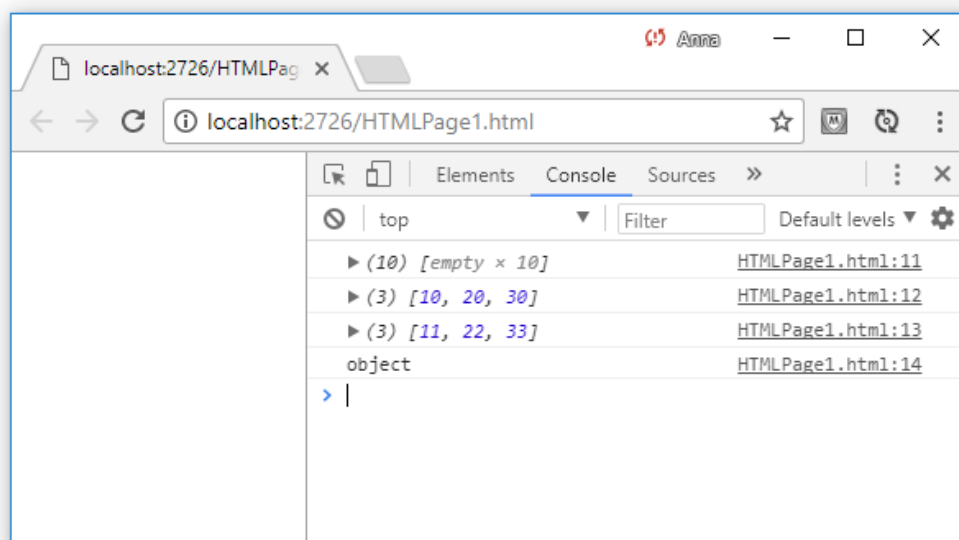 Anna
localhost:2726/HTMLPag
localhost:2726/HTMLPage1.html
Elements Console Sources »
top Filter Default levels
(10) [empty × 10] HTMLPage1.html:11
(3) [10, 20, 30] HTMLPage1.html:12
(3) [11, 22, 33] HTMLPage1.html:13
object HTMLPage1.html:14
>